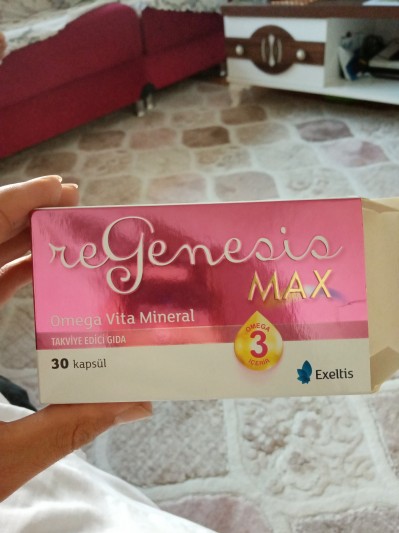 reGenesis
MAX
Omega Vita Mineral
TAKVİYE EDİCİ GIDA
30 kapsül
OMEGA
3
İÇERİR
Exeltis